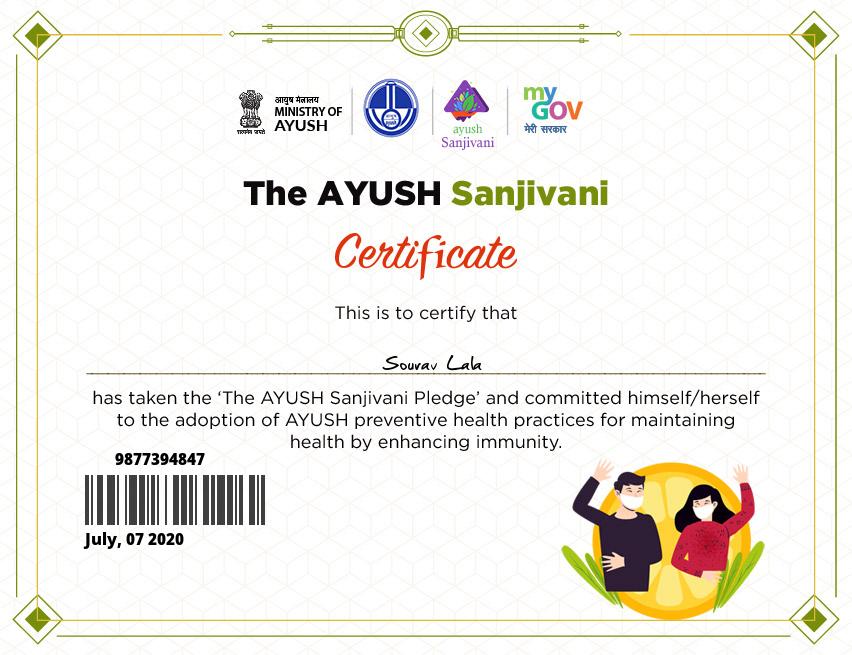 आयुष मंत्रालय
MINISTRY OF
AYUSH
सत्यमेव जयते
ayush
Sanjivani
my
GOV
मेरी सरकार
The AYUSH Sanjivani
Certificate
This is to certify that
Sourav Lala
has taken the ‘The AYUSH Sanjivani Pledge’ and committed himself/herself
to the adoption of AYUSH preventive health practices for maintaining
health by enhancing immunity.
9877394847
July, 07 2020